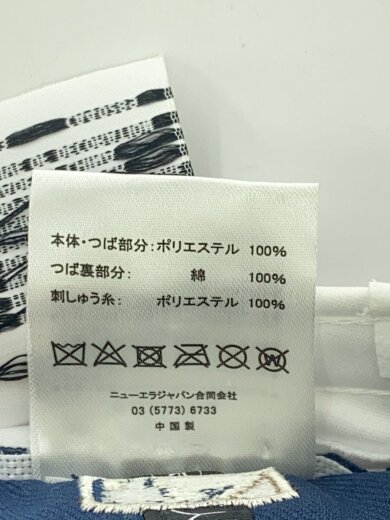 本体・つば部分：ポリエステル 100%
つば裏部分： 綿 100%
刺しゅう糸： ポリエステル 100%
ニューエラジャパン合同会社
03 (5773) 6733
中国製